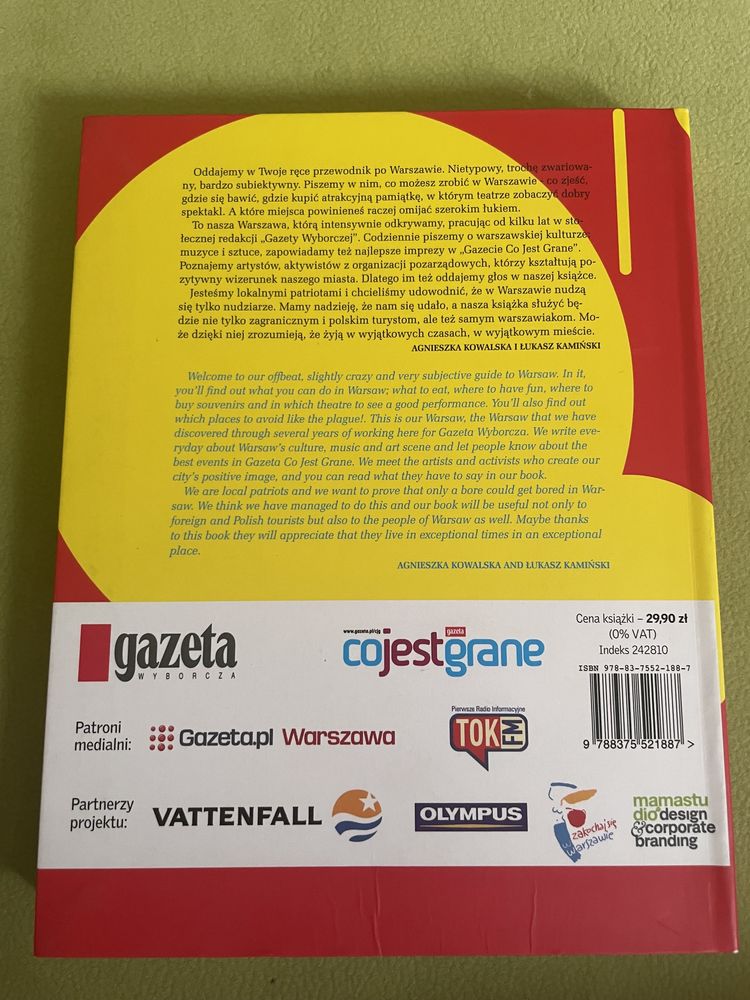 Oddajemy w Twoje ręce przewodnik po Warszawie. Nietypowy, trochę zwariowa-
ny, bardzo subiektywny. Piszemy w nim, co możesz zrobić w Warszawie - co zjeść,
gdzie się bawić, gdzie kupić atrakcyjną pamiątkę, w którym teatrze zobaczyć dobry
spektakl. A które miejsca powinieneś raczej omijać szerokim łukiem.
To nasza Warszawa, którą intensywnie odkrywamy, pracując od kilku lat w sto-
łecznej redakcji „Gazety Wyborczej". Codziennie piszemy o warszawskiej kulturze:
muzyce i sztuce, zapowiadamy też najlepsze imprezy w „Gazecie Co Jest Grane".
Poznajemy artystów, aktywistów z organizacji pozarządowych, którzy kształtują po-
zytywny wizerunek naszego miasta. Dlatego im też oddajemy głos w naszej książce.
Jesteśmy lokalnymi patriotami i chcieliśmy udowodnić, że w Warszawie nudzą
się tylko nudziarze. Mamy nadzieję, że nam się udało, a nasza książka służyć bę-
dzie nie tylko zagranicznym i polskim turystom, ale też samym warszawiakom. Mo-
że dzięki niej zrozumieją, że żyją w wyjątkowych czasach, w wyjątkowym mieście.
AGNIESZKA KOWALSKA I ŁUKASZ KAMIŃSKI
Welcome to our offbeat, slightly crazy and very subjective guide to Warsaw. In it,
you'll find out what you can do in Warsaw; what to eat, where to have fun, where to
buy souvenirs and in which theatre to see a good performance. You'll also find out
which places to avoid like the plague!. This is our Warsaw, the Warsaw that we have
discovered through several years of working here for Gazeta Wyborcza. We write eve-
ryday about Warsaw's culture, music and art scene and let people know about the
best events in Gazeta Co Jest Grane. We meet the artists and activists who create our
city's positive image, and you can read what they have to say in our book.
We are local patriots and we want to prove that only a bore could get bored in War-
saw. We think we have managed to do this and our book will be useful not only to
foreign and Polish tourists but also to the people of Warsaw as well. Maybe thanks
to this book they will appreciate that they live in exceptional times in an exceptional
place.
AGNIESZKA KOWALSKA AND ŁUKASZ KAMIŃSKI
gazeta
WYBORCZA
www.gazeta.pl/cjg
gazeta
cojestgrane
Cena książki – 29,90 zł
(0% VAT)
Indeks 242810
ISBN 978-83-7552-188-7
9 788375 521887 >
Patroni
medialni:
Gazeta.pl Warszawa
Pierwsze Radio Informacyjne
TOK FM
Partnerzy
projektu:
VATTENFALL
OLYMPUS
zakochaj się
w Warszawie
mamastu
dio design
& corporate
branding